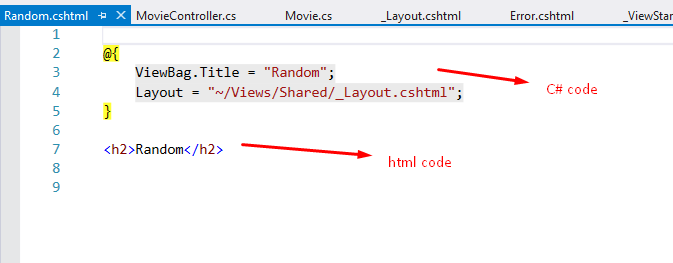 Random.cshtml MovieController.cs Movie.cs _Layout.cshtml Error.cshtml _ViewStar
1
2 @{
3 ViewBag.Title = "Random"; C# code
4 Layout = "~/Views/Shared/_Layout.cshtml";
5 }
6
7 <h2>Random</h2> html code
8
9